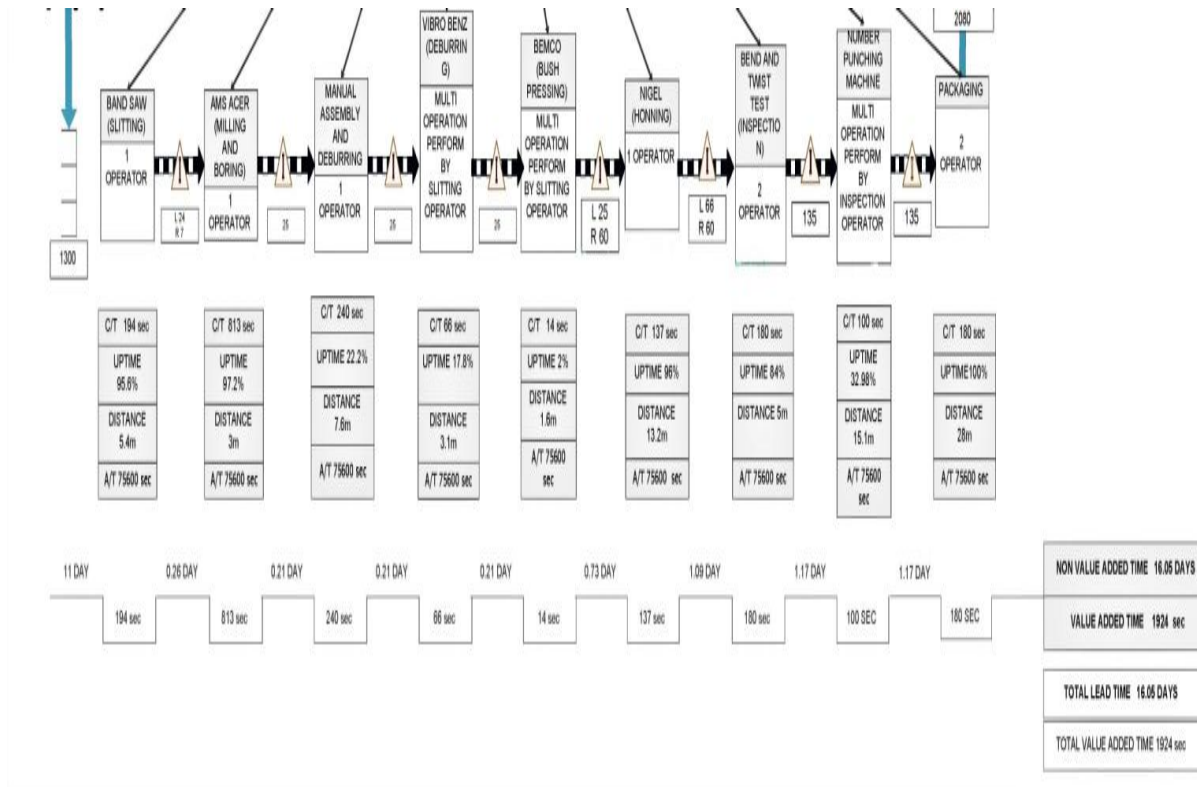 2080
BAND SAW
(SLITTING)
1
OPERATOR
AMS ACER
(MILLING
AND
BORING)
1
OPERATOR
MANUAL
ASSEMBLY
AND
DEBURRING
1
OPERATOR
VIBRO BENZ
(DEBURRIN
G)
MULTI
OPERATION
PERFORM
BY
SLITTING
OPERATOR
BEMCO
(BUSH
PRESSING)
MULTI
OPERATION
PERFORM
BY SLITTING
OPERATOR
NIGEL
(HONNING)
1 OPERATOR
BEND AND
TWIST
TEST
(INSPECTIO
N)
2
OPERATOR
NUMBER
PUNCHING
MACHINE
MULTI
OPERATION
PERFORM
BY
INSPECTION
OPERATOR
PACKAGING
2
OPERATOR
1300
L 24
R 7
25
25
25
L 25
R 60
L 66
R 60
135
135
C/T 194 sec
UPTIME
95.6%
DISTANCE
5.4m
A/T 75600 sec
C/T 813 sec
UPTIME
97.2%
DISTANCE
3m
A/T 75600 sec
C/T 240 sec
UPTIME 22.2%
DISTANCE
7.6m
A/T 75600 sec
C/T 66 sec
UPTIME 17.8%
DISTANCE
3.1m
A/T 75600 sec
C/T 14 sec
UPTIME 2%
DISTANCE
1.6m
A/T 75600
sec
C/T 137 sec
UPTIME 96%
DISTANCE
13.2m
A/T 75600 sec
C/T 180 sec
UPTIME 84%
DISTANCE 5m
A/T 75600 sec
C/T 100 sec
UPTIME
32.98%
DISTANCE
15.1m
A/T 75600
sec
C/T 180 sec
UPTIME100%
DISTANCE
28m
A/T 75600 sec
11 DAY 0.26 DAY 0.21 DAY 0.21 DAY 0.21 DAY 0.73 DAY 1.09 DAY 1.17 DAY 1.17 DAY
194 sec 813 sec 240 sec 66 sec 14 sec 137 sec 180 sec 100 SEC 180 SEC
NON VALUE ADDED TIME 16.05 DAYS
VALUE ADDED TIME 1924 sec
TOTAL LEAD TIME 16.05 DAYS
TOTAL VALUE ADDED TIME 1924 sec